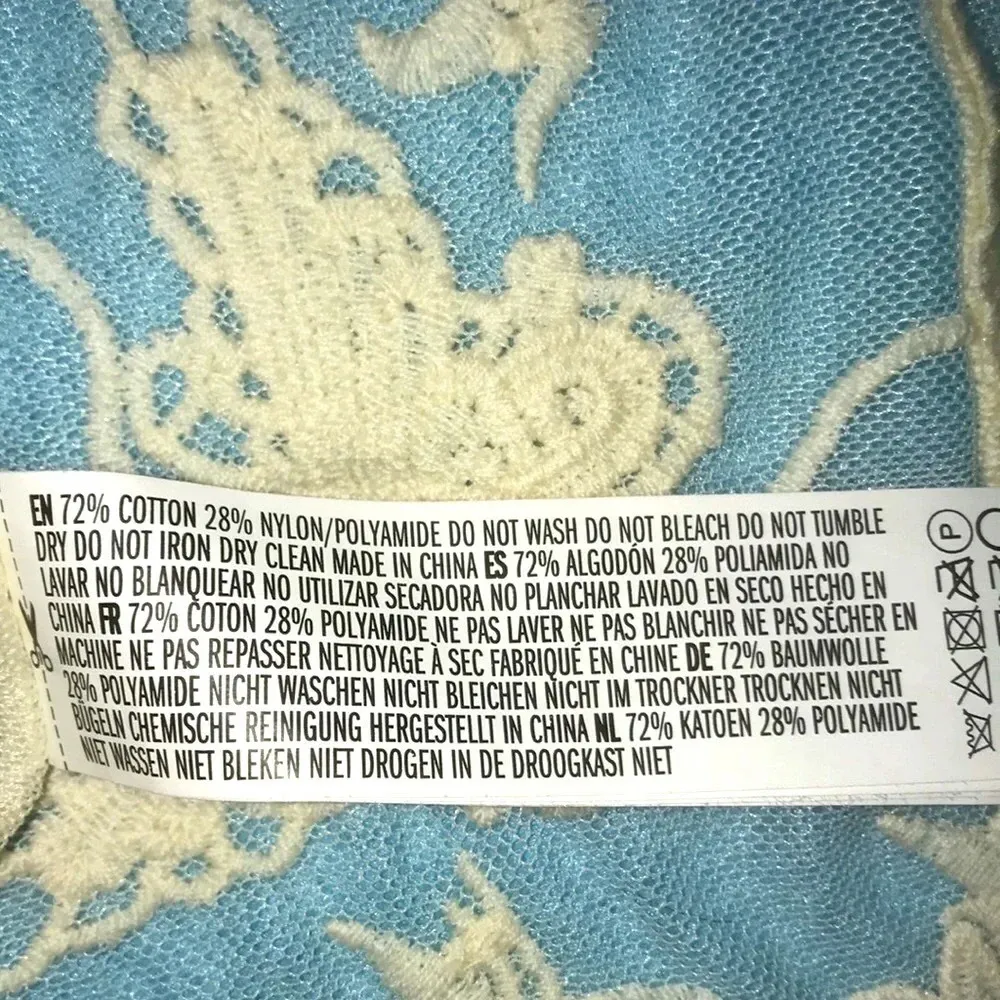 EN 72% COTTON 28% NYLON/POLYAMIDE DO NOT WASH DO NOT BLEACH DO NOT TUMBLE
DRY DO NOT IRON DRY CLEAN MADE IN CHINA ES 72% ALGODÓN 28% POLIAMIDA NO
LAVAR NO BLANQUEAR NO UTILIZAR SECADORA NO PLANCHAR LAVADO EN SECO HECHO EN
CHINA FR 72% COTON 28% POLYAMIDE NE PAS LAVER NE PAS BLANCHIR NE PAS SÉCHER EN
MACHINE NE PAS REPASSER NETTOYAGE À SEC FABRIQUÉ EN CHINE DE 72% BAUMWOLLE
28% POLYAMIDE NICHT WASCHEN NICHT BLEICHEN NICHT IM TROCKNER TROCKNEN NICHT
BÜGELN CHEMISCHE REINIGUNG HERGESTELLT IN CHINA NL 72% KATOEN 28% POLYAMIDE
NIET WASSEN NIET BLEKEN NIET DROGEN IN DE DROOGKAST NIET
P